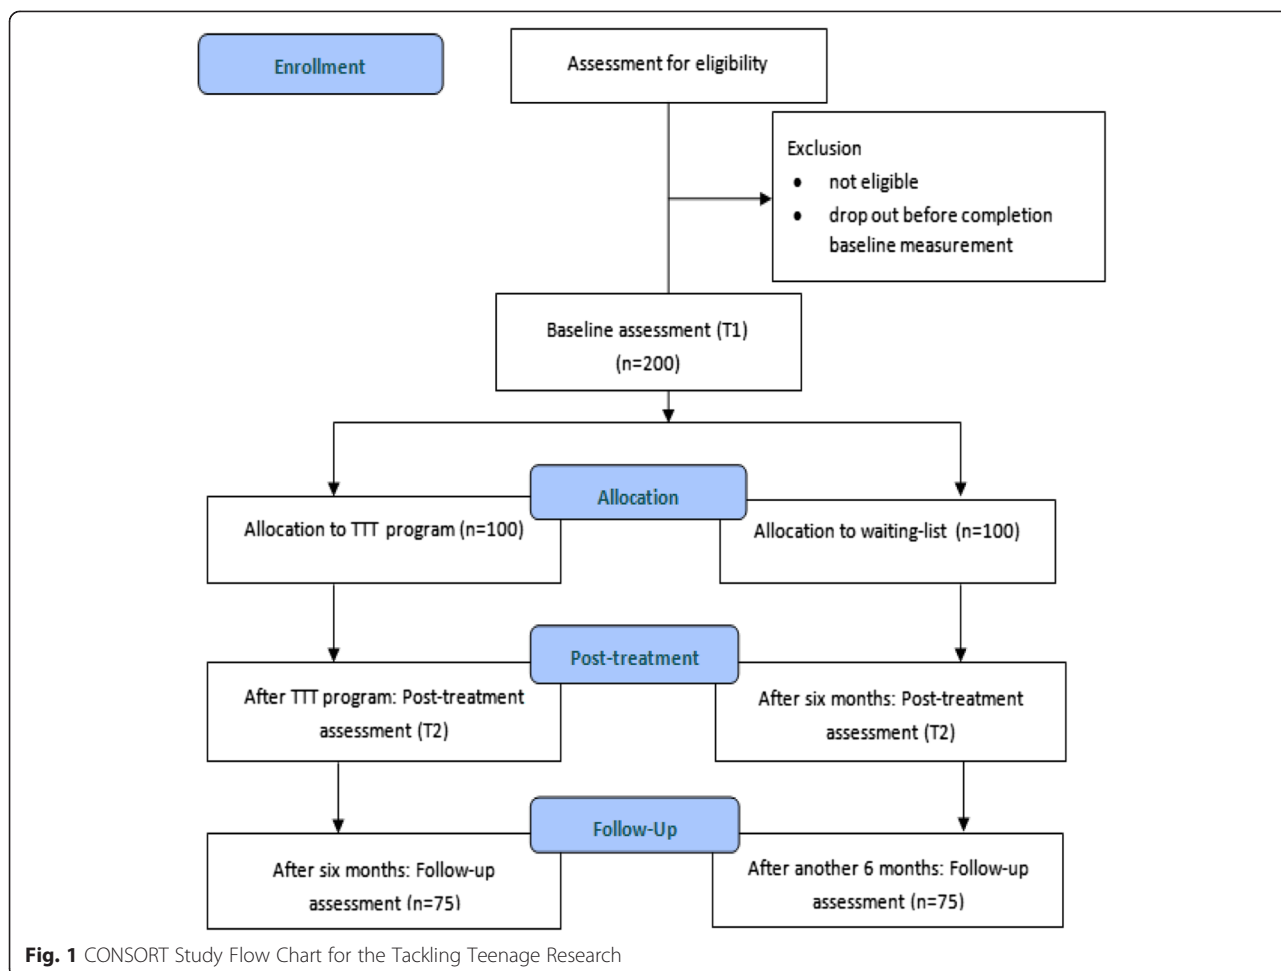 Enrollment
Assessment for eligibility
Exclusion
• not eligible
• drop out before completion
baseline measurement
Baseline assessment (T1)
(n=200)
Allocation
Allocation to TTT program (n=100)
Allocation to waiting-list (n=100)
Post-treatment
After TTT program: Post-treatment
assessment (T2)
After six months: Post-treatment
assessment (T2)
Follow-Up
After six months: Follow-up
assessment (n=75)
After another 6 months: Follow-up
assessment (n=75)
Fig. 1 CONSORT Study Flow Chart for the Tackling Teenage Research